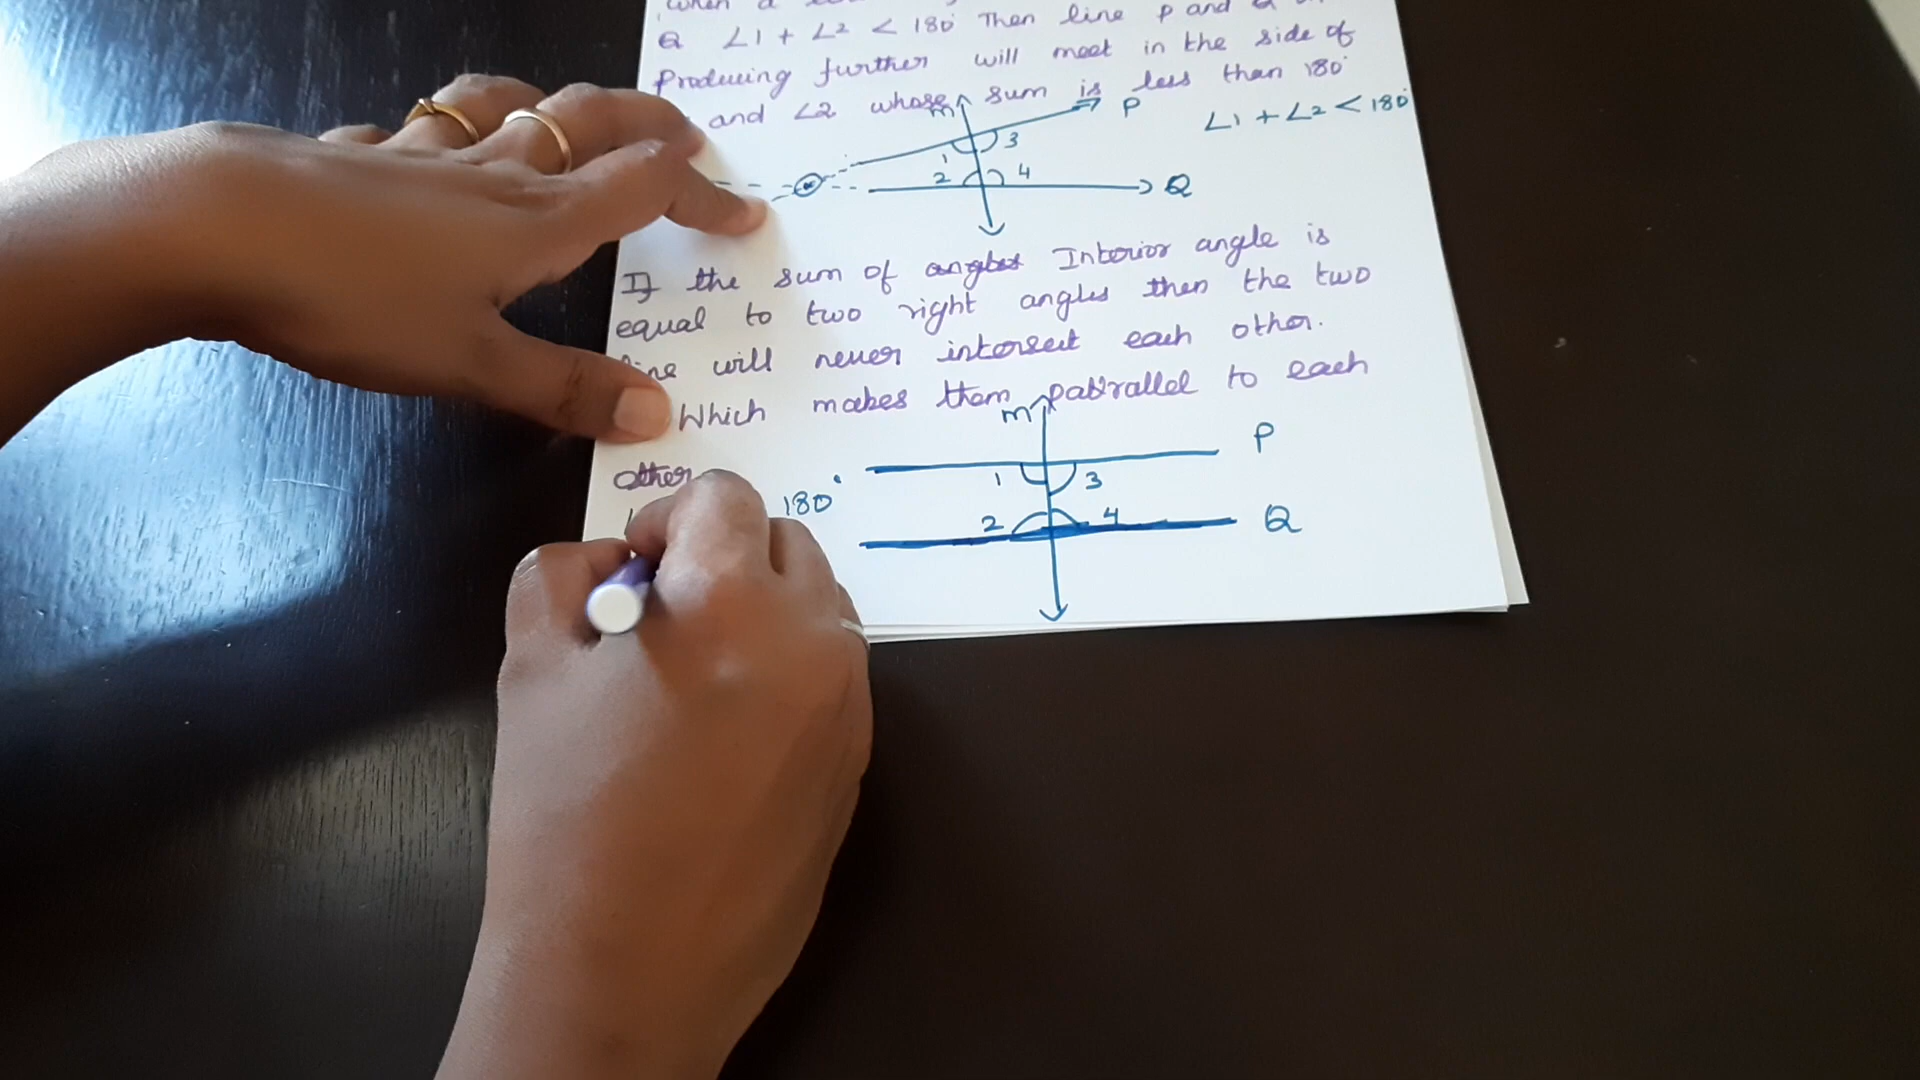 when a
Q ∠1 + ∠2 < 180° Then line P and Q
Producing further will meet in the side of
and ∠2 whose sum is less than 180°
m P ∠1 + ∠2 < 180°
1 3
2 4 Q
If the sum of angles Interior angle is
equal to two right angles then the two
line will never intersect each other.
Which makes them parallel to each
other
m P
1 3
180°
2 4 Q